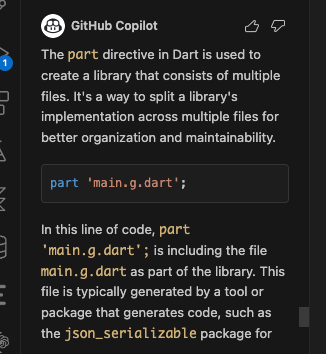 GitHub Copilot
The part directive in Dart is used to
create a library that consists of multiple
files. It's a way to split a library's
implementation across multiple files for
better organization and maintainability.
part 'main.g.dart';
In this line of code, part
'main.g.dart'; is including the file
main.g.dart as part of the library. This
file is typically generated by a tool or
package that generates code, such as
the json_serializable package for
1